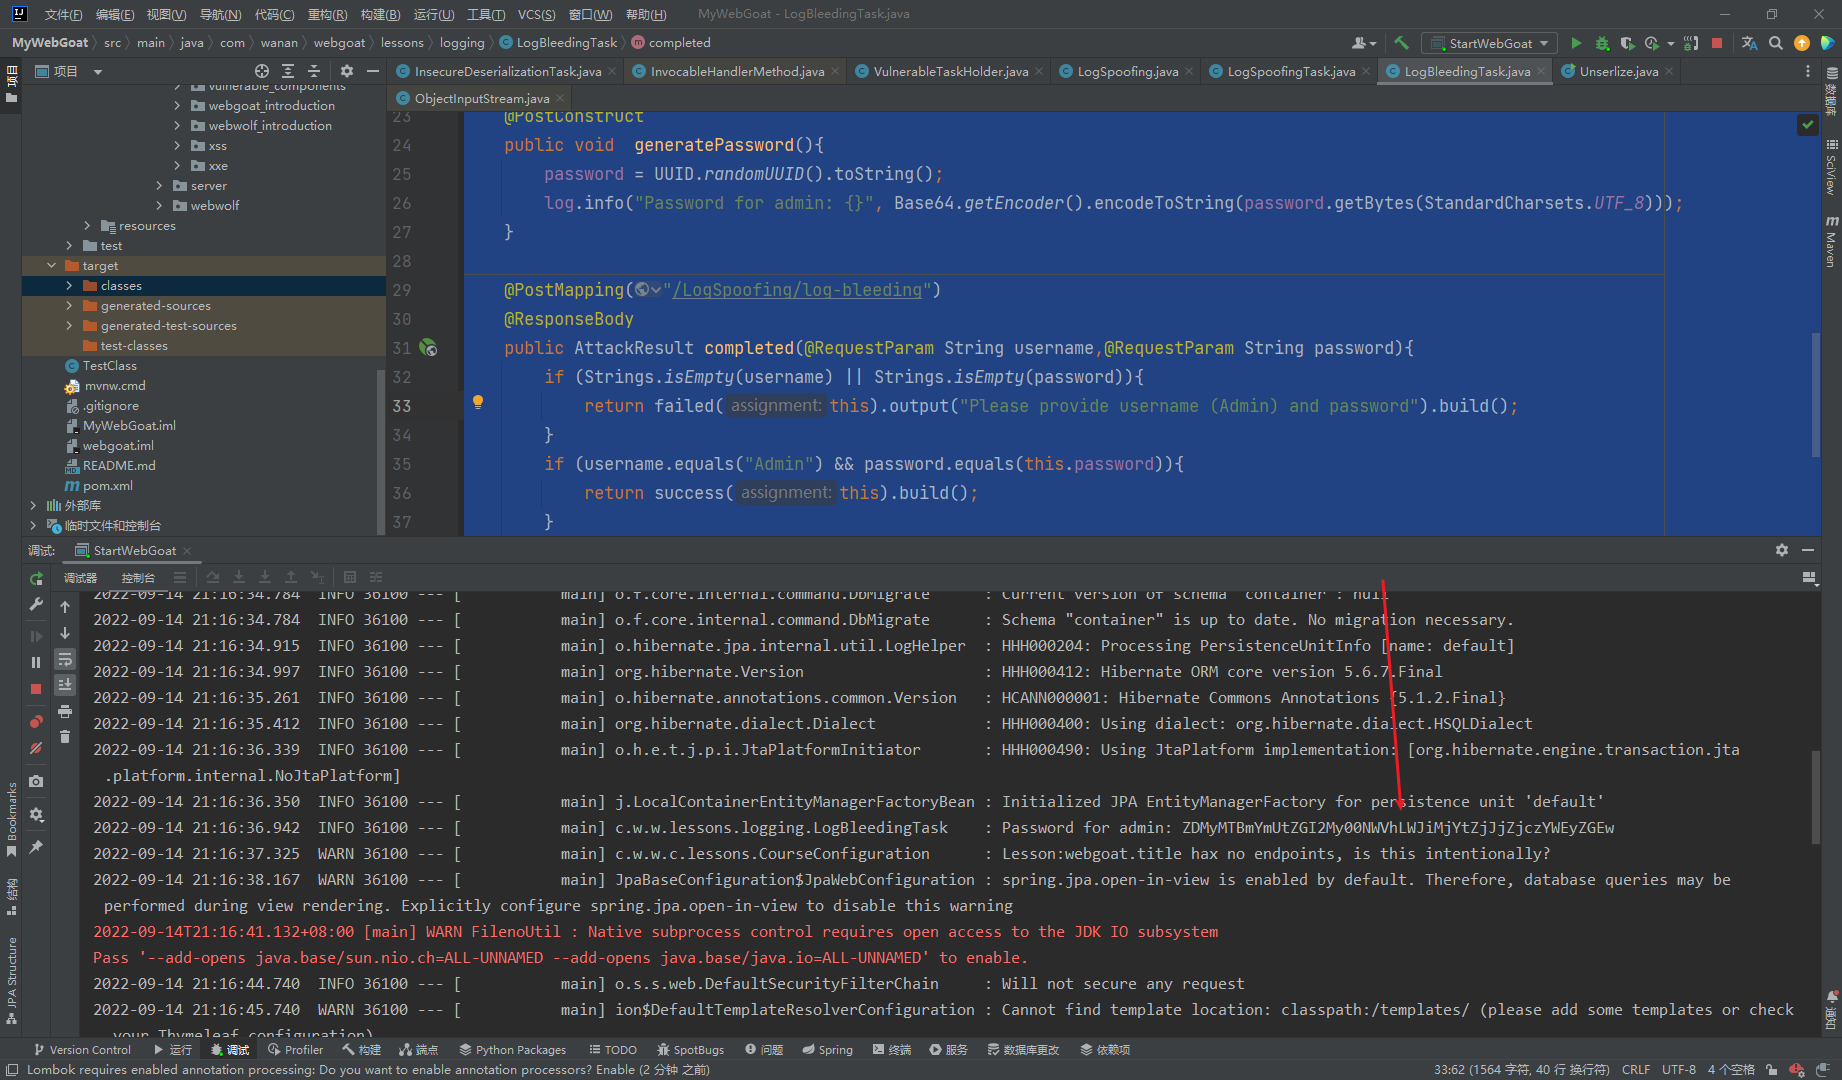 文件(F) 编辑(E) 视图(V) 导航(N) 代码(C) 重构(R) 构建(B) 运行(U) 工具(T) VCS(S) 窗口(W) 帮助(H) MyWebGoat - LogBleedingTask.java
MyWebGoat src main java com wanan webgoat lessons logging LogBleedingTask completed StartWebGoat
项目
InsecureDeserializationTask.java InvocableHandlerMethod.java VulnerableTaskHolder.java LogSpoofing.java LogSpoofingTask.java LogBleedingTask.java Unserlize.java
ObjectInputStream.java
vulnerable_components
webgoat_introduction
webwolf_introduction
xss
xxe
server
webwolf
resources
test
target
classes
generated-sources
generated-test-sources
test-classes
TestClass
mvnw.cmd
.gitignore
MyWebGoat.iml
webgoat.iml
README.md
pom.xml
外部库
临时文件和控制台
23 @PostConstruct
24 public void generatePassword(){
25 password = UUID.randomUUID().toString();
26 log.info("Password for admin: {}", Base64.getEncoder().encodeToString(password.getBytes(StandardCharsets.UTF_8)));
27 }
28
29 @PostMapping("/LogSpoofing/log-bleeding")
30 @ResponseBody
31 public AttackResult completed(@RequestParam String username,@RequestParam String password){
32 if (Strings.isEmpty(username) || Strings.isEmpty(password)){
33 return failed( assignment: this).output("Please provide username (Admin) and password").build();
34 }
35 if (username.equals("Admin") && password.equals(this.password)){
36 return success( assignment: this).build();
37 }
项目
数据库
SciView
Maven
通知
Bookmarks
结构
JPA Structure
调试: StartWebGoat
调试器 控制台
2022-09-14 21:16:34.784 INFO 36100 --- [ main] o.f.core.internal.command.DbMigrate : Current version of schema "container": null
2022-09-14 21:16:34.784 INFO 36100 --- [ main] o.f.core.internal.command.DbMigrate : Schema "container" is up to date. No migration necessary.
2022-09-14 21:16:34.915 INFO 36100 --- [ main] o.hibernate.jpa.internal.util.LogHelper : HHH000204: Processing PersistenceUnitInfo [name: default]
2022-09-14 21:16:34.997 INFO 36100 --- [ main] org.hibernate.Version : HHH000412: Hibernate ORM core version 5.6.7.Final
2022-09-14 21:16:35.261 INFO 36100 --- [ main] o.hibernate.annotations.common.Version : HCANN000001: Hibernate Commons Annotations {5.1.2.Final}
2022-09-14 21:16:35.412 INFO 36100 --- [ main] org.hibernate.dialect.Dialect : HHH000400: Using dialect: org.hibernate.dialect.HSQLDialect
2022-09-14 21:16:36.339 INFO 36100 --- [ main] o.h.e.t.j.p.i.JtaPlatformInitiator : HHH000490: Using JtaPlatform implementation: [org.hibernate.engine.transaction.jta
.platform.internal.NoJtaPlatform]
2022-09-14 21:16:36.350 INFO 36100 --- [ main] j.LocalContainerEntityManagerFactoryBean : Initialized JPA EntityManagerFactory for persistence unit 'default'
2022-09-14 21:16:36.942 INFO 36100 --- [ main] c.w.w.lessons.logging.LogBleedingTask : Password for admin: ZDMyMTBmYmUtZGI2My00NWVhLWJiMjYtZjJjZjczYWEyZGEw
2022-09-14 21:16:37.325 WARN 36100 --- [ main] c.w.w.c.lessons.CourseConfiguration : Lesson:webgoat.title hax no endpoints, is this intentionally?
2022-09-14 21:16:38.167 WARN 36100 --- [ main] JpaBaseConfiguration$JpaWebConfiguration : spring.jpa.open-in-view is enabled by default. Therefore, database queries may be
performed during view rendering. Explicitly configure spring.jpa.open-in-view to disable this warning
2022-09-14T21:16:41.132+08:00 [main] WARN FilenoUtil : Native subprocess control requires open access to the JDK IO subsystem
Pass '--add-opens java.base/sun.nio.ch=ALL-UNNAMED --add-opens java.base/java.io=ALL-UNNAMED' to enable.
2022-09-14 21:16:44.740 INFO 36100 --- [ main] o.s.s.web.DefaultSecurityFilterChain : Will not secure any request
2022-09-14 21:16:45.740 WARN 36100 --- [ main] ion$DefaultTemplateResolverConfiguration : Cannot find template location: classpath:/templates/ (please add some templates or check
your Thymeleaf configuration)
Version Control 运行 调试 Profiler 构建 端点 Python Packages TODO SpotBugs 问题 Spring 终端 服务 数据库更改 依赖项
Lombok requires enabled annotation processing: Do you want to enable annotation processors? Enable (2 分钟 之前) 33:62 (1564 字符, 40 行 换行符) CRLF UTF-8 4 个空格